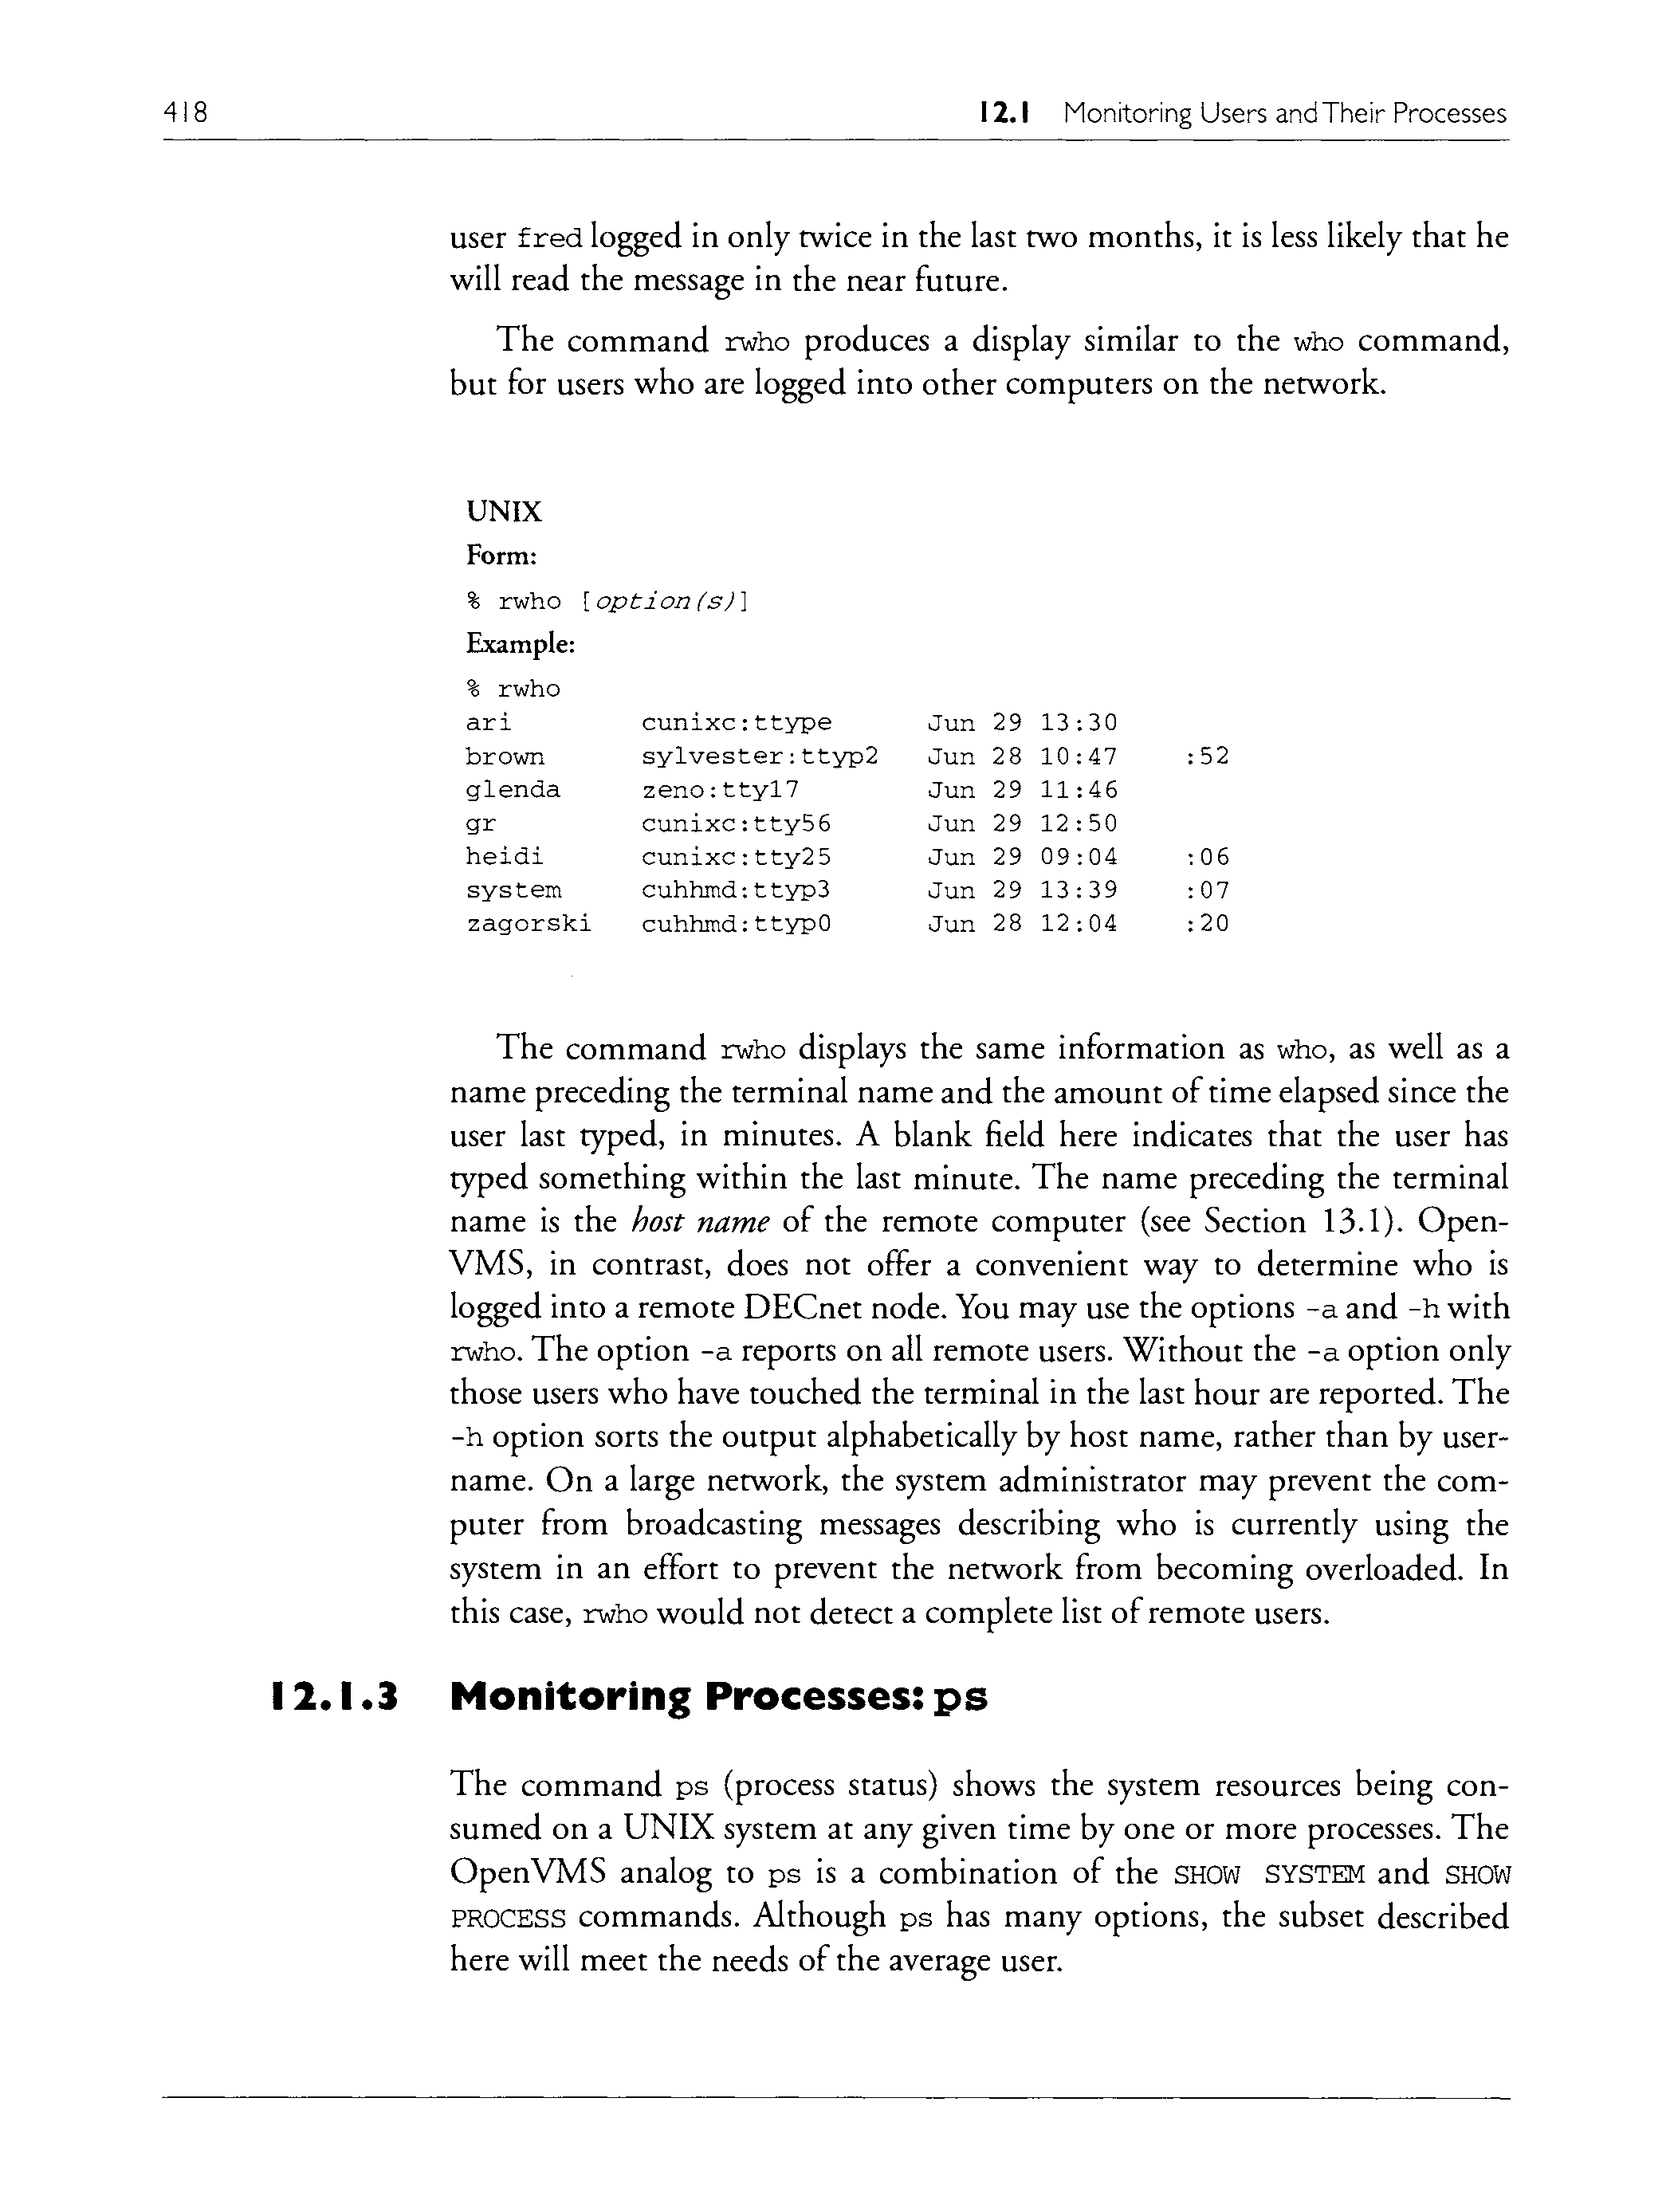 418 12.1 Monitoring Users and Their Processes
user fred logged in only twice in the last two months, it is less likely that he
will read the message in the near future.
The command rwho produces a display similar to the who command,
but for users who are logged into other computers on the network.
UNIX
Form:
% rwho [option(s)]
Example:
% rwho
ari cunixc:ttype Jun 29 13:30
brown sylvester:ttyp2 Jun 28 10:47 :52
glenda zeno:tty17 Jun 29 11:46
gr cunixc:tty56 Jun 29 12:50
heidi cunixc:tty25 Jun 29 09:04 :06
system cuhhmd:ttyp3 Jun 29 13:39 :07
zagorski cuhhmd:ttyp0 Jun 28 12:04 :20
The command rwho displays the same information as who, as well as a
name preceding the terminal name and the amount of time elapsed since the
user last typed, in minutes. A blank field here indicates that the user has
typed something within the last minute. The name preceding the terminal
name is the host name of the remote computer (see Section 13.1). Open-
VMS, in contrast, does not offer a convenient way to determine who is
logged into a remote DECnet node. You may use the options -a and -h with
rwho. The option -a reports on all remote users. Without the -a option only
those users who have touched the terminal in the last hour are reported. The
-h option sorts the output alphabetically by host name, rather than by user-
name. On a large network, the system administrator may prevent the com-
puter from broadcasting messages describing who is currently using the
system in an effort to prevent the network from becoming overloaded. In
this case, rwho would not detect a complete list of remote users.
12.1.3 Monitoring Processes: ps
The command ps (process status) shows the system resources being con-
sumed on a UNIX system at any given time by one or more processes. The
OpenVMS analog to ps is a combination of the SHOW SYSTEM and SHOW
PROCESS commands. Although ps has many options, the subset described
here will meet the needs of the average user.